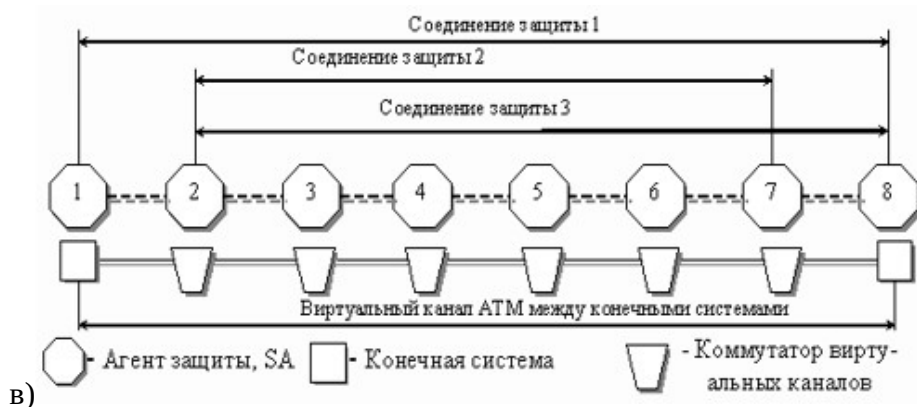 Соединение защиты 1
Соединение защиты 2
Соединение защиты 3
1 2 3 4 5 6 7 8
Виртуальный канал АТМ между конечными системами
- Агент защиты, SA - Конечная система - Коммутатор вирту-
альных каналов
в)